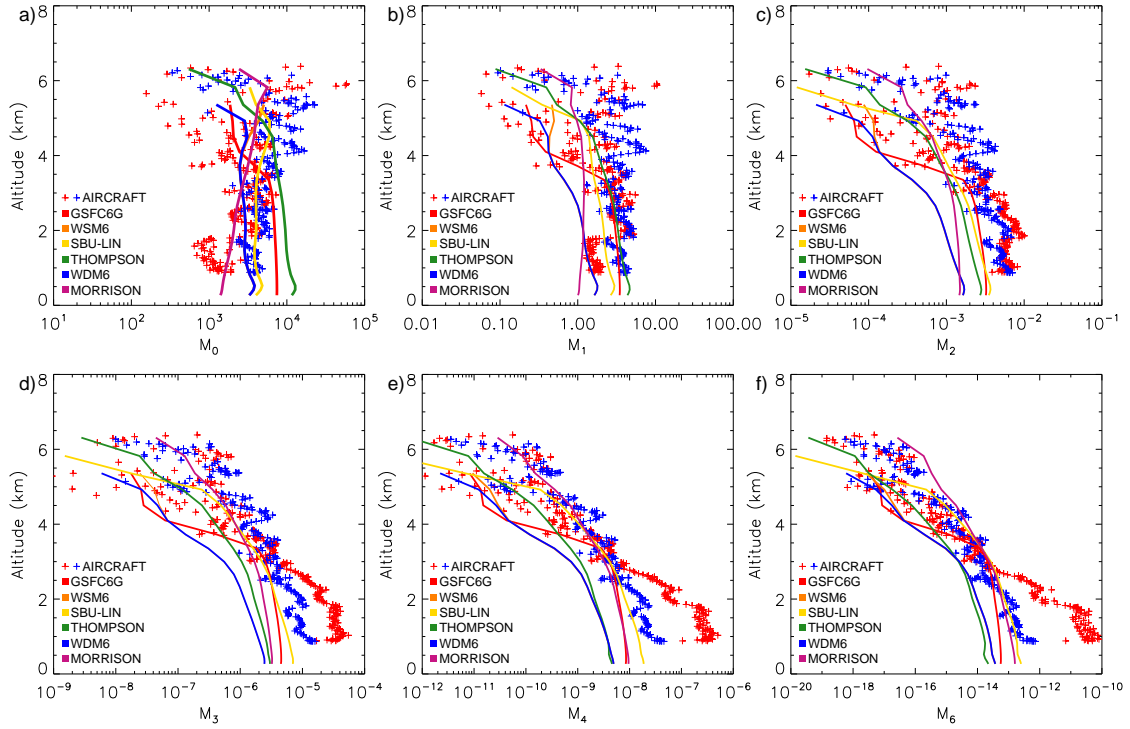 a)
8
6
4
2
0
Altitude (km)
++AIRCRAFT
GSFC6G
WSM6
SBU-LIN
THOMPSON
WDM6
MORRISON
10^1 10^2 10^3 10^4 10^5
M_0
b)
8
6
4
2
0
Altitude (km)
++AIRCRAFT
GSFC6G
WSM6
SBU-LIN
THOMPSON
WDM6
MORRISON
0.01 0.10 1.00 10.00 100.00
M_1
c)
8
6
4
2
0
Altitude (km)
++AIRCRAFT
GSFC6G
WSM6
SBU-LIN
THOMPSON
WDM6
MORRISON
10^-5 10^-4 10^-3 10^-2 10^-1
M_2
d)
8
6
4
2
0
Altitude (km)
++AIRCRAFT
GSFC6G
WSM6
SBU-LIN
THOMPSON
WDM6
MORRISON
10^-9 10^-8 10^-7 10^-6 10^-5 10^-4
M_3
e)
8
6
4
2
0
Altitude (km)
++AIRCRAFT
GSFC6G
WSM6
SBU-LIN
THOMPSON
WDM6
MORRISON
10^-12 10^-11 10^-10 10^-9 10^-8 10^-7 10^-6
M_4
f)
8
6
4
2
0
Altitude (km)
++AIRCRAFT
GSFC6G
WSM6
SBU-LIN
THOMPSON
WDM6
MORRISON
10^-20 10^-18 10^-16 10^-14 10^-12 10^-10
M_6